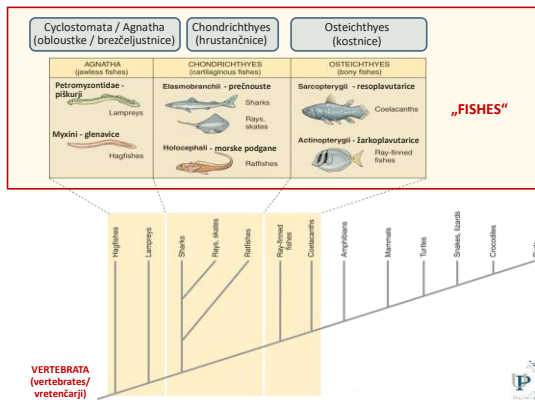 Cyclostomata / Agnatha
(obloustke / brezčeljustnice)
Chondrichthyes
(hrustančnice)
Osteichthyes
(kostnice)
AGNATHA
(jawless fishes)
CHONDRICHTHYES
(cartilaginous fishes)
OSTEICHTHYES
(bony fishes)
Petromyzontidae -
piškurji
Lampreys
Myxini - glenavice
Hagfishes
Elasmobranchii - prečnouste
Sharks
Rays,
skates
Holocephali - morske podgane
Ratfishes
Sarcopterygii - resoplavutarice
Coelacanths
Actinopterygii - žarkoplavutarice
Ray-finned
fishes
„FISHES“
Hagfishes
Lampreys
Sharks
Rays, skates
Ratfishes
Ray-finned
fishes
Coelacanths
Amphibians
Mammals
Turtles
Snakes, lizards
Crocodiles
VERTEBRATA
(vertebrates/
vretenčarji)